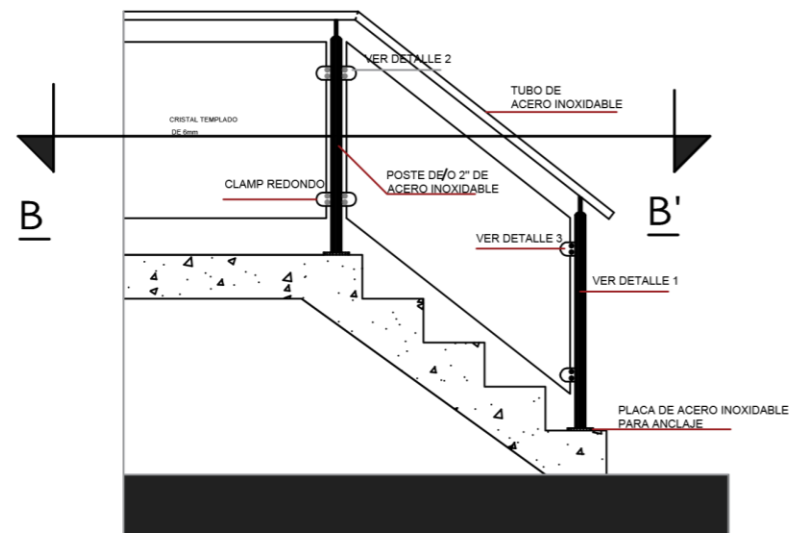 VER DETALLE 2
TUBO DE
ACERO INOXIDABLE
CRISTAL TEMPLADO
DE 6mm
POSTE DE/O 2" DE
ACERO INOXIDABLE
CLAMP REDONDO
B
B'
VER DETALLE 3
VER DETALLE 1
PLACA DE ACERO INOXIDABLE
PARA ANCLAJE